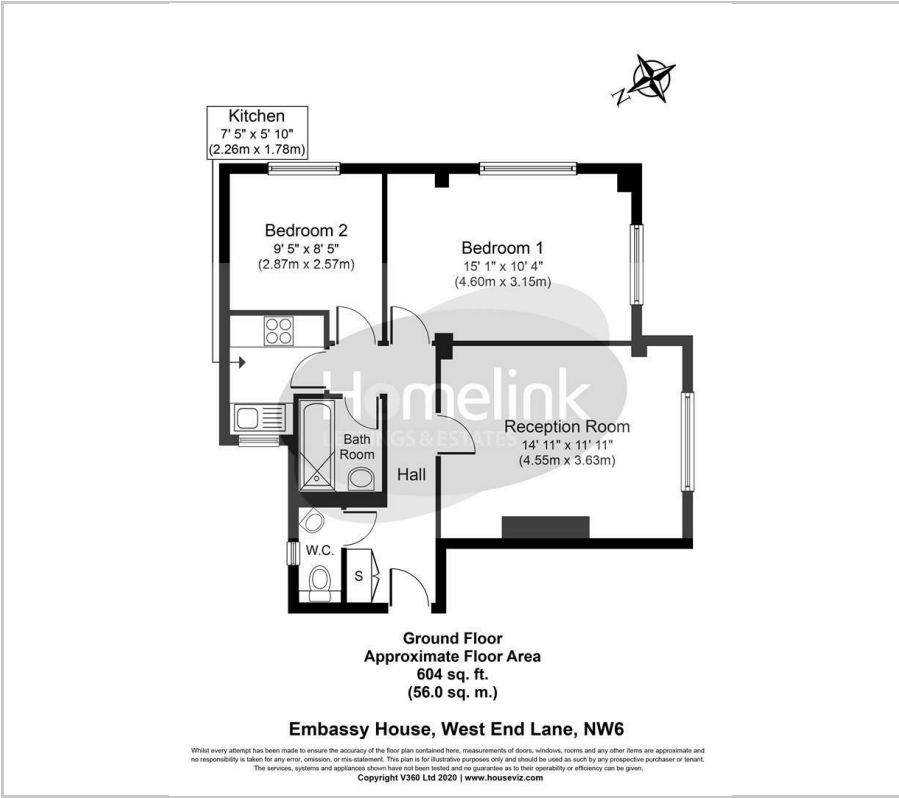 N
Kitchen
7' 5" x 5' 10"
(2.26m x 1.78m)
Bedroom 2
9' 5" x 8' 5"
(2.87m x 2.57m)
Bedroom 1
15' 1" x 10' 4"
(4.60m x 3.15m)
Homelink
LETTINGS & ESTATES
Reception Room
14' 11" x 11' 11"
(4.55m x 3.63m)
Bath
Room
Hall
W.C.
S
Ground Floor
Approximate Floor Area
604 sq. ft.
(56.0 sq. m.)
Embassy House, West End Lane, NW6
Whilst every attempt has been made to ensure the accuracy of the floor plan contained here, measurements of doors, windows, rooms and any other items are approximate and
no responsibility is taken for any error, omission, or mis-statement. This plan is for illustrative purposes only and should be used as such by any prospective purchaser or tenant.
The services, systems and appliances shown have not been tested and no guarantee as to their operability or efficiency can be given.
Copyright V360 Ltd 2020 | www.houseviz.com